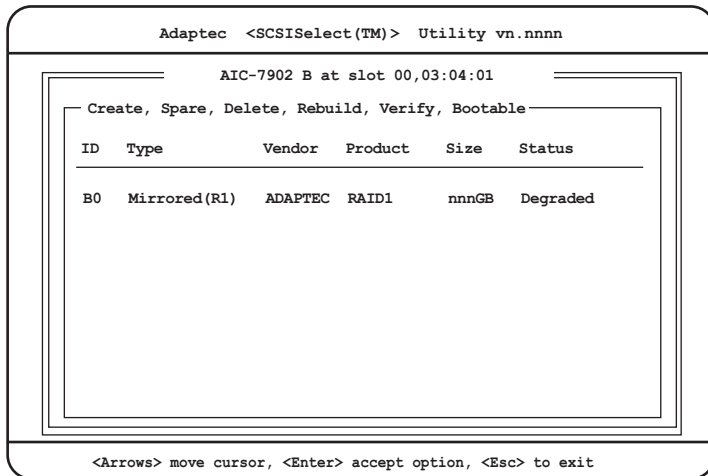 Adaptec <SCSISelect(TM)> Utility vn.nnnn
AIC-7902 B at slot 00,03:04:01
Create, Spare, Delete, Rebuild, Verify, Bootable
ID Type Vendor Product Size Status
B0 Mirrored(R1) ADAPTEC RAID1 nnnGB Degraded
<Arrows> move cursor, <Enter> accept option, <Esc> to exit